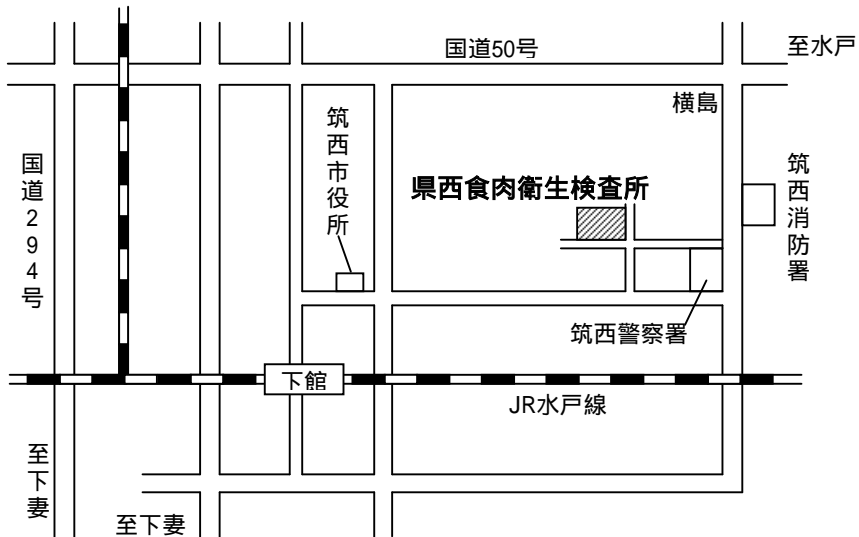 国道50号
至水戸
横島
筑西市役所
国道294号
県西食肉衛生検査所
筑西消防署
筑西警察署
下館
JR水戸線
至下妻
至下妻